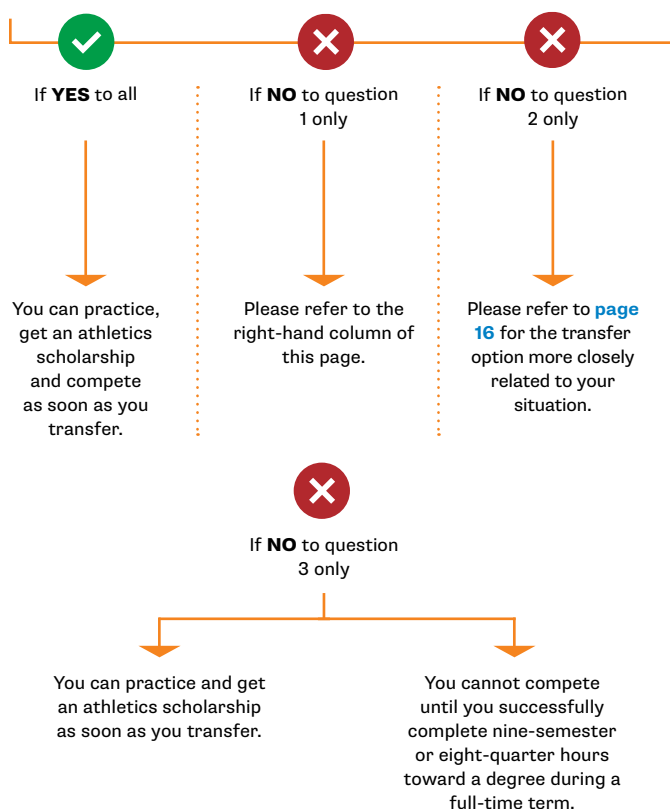 If YES to all
You can practice,
get an athletics
scholarship
and compete
as soon as you
transfer.
If NO to question
1 only
Please refer to the
right-hand column of
this page.
If NO to question
2 only
Please refer to page
16 for the transfer
option more closely
related to your
situation.
If NO to question
3 only
You can practice and get
an athletics scholarship
as soon as you transfer.
You cannot compete
until you successfully
complete nine-semester
or eight-quarter hours
toward a degree during a
full-time term.